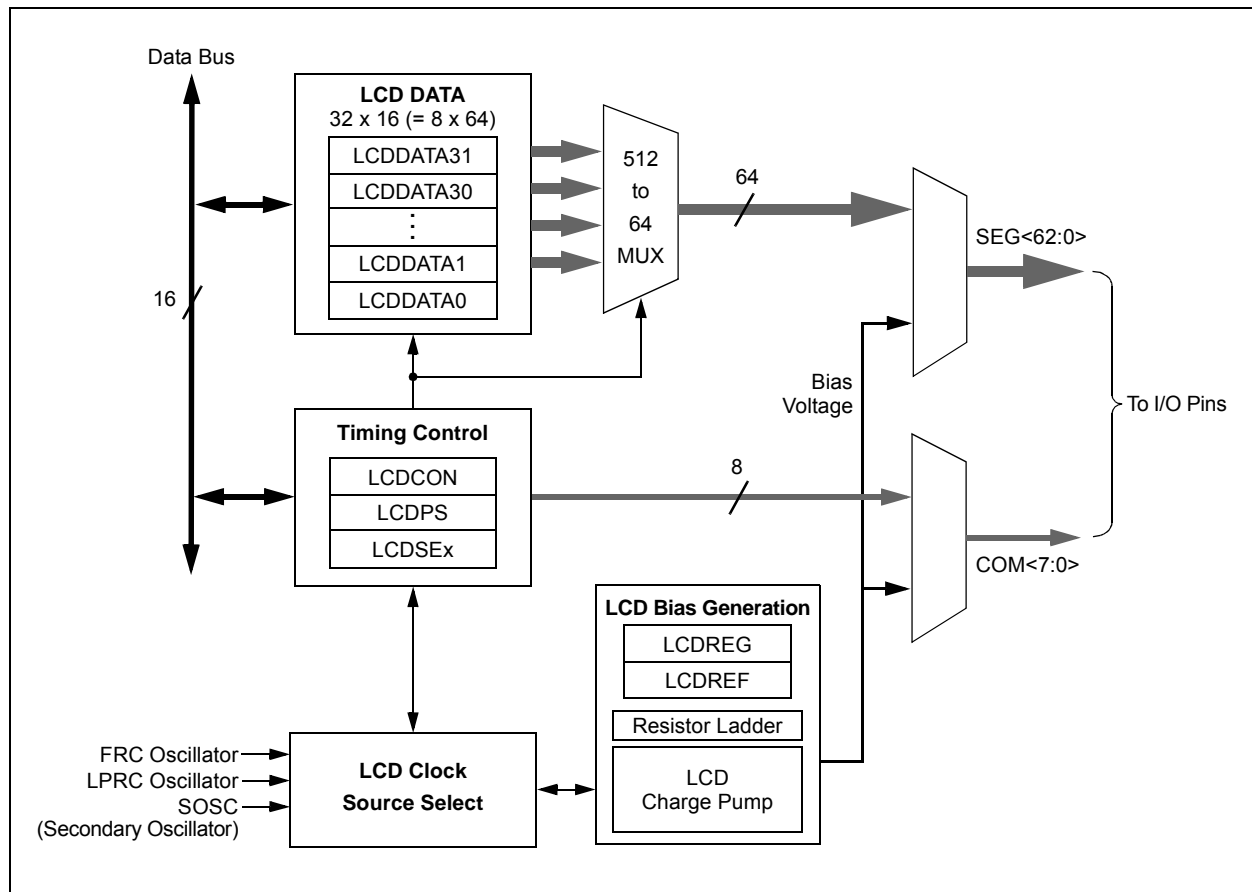 Data Bus
16
LCD DATA
32 x 16 (= 8 x 64)
LCDDATA31
LCDDATA30
LCDDATA1
LCDDATA0
512
to
64
MUX
64
SEG<62:0>
Bias
Voltage
To I/O Pins
Timing Control
LCDCON
LCDPS
LCDSEx
8
COM<7:0>
LCD Bias Generation
LCDREG
LCDREF
Resistor Ladder
LCD
Charge Pump
FRC Oscillator
LPRC Oscillator
SOSC
(Secondary Oscillator)
LCD Clock
Source Select